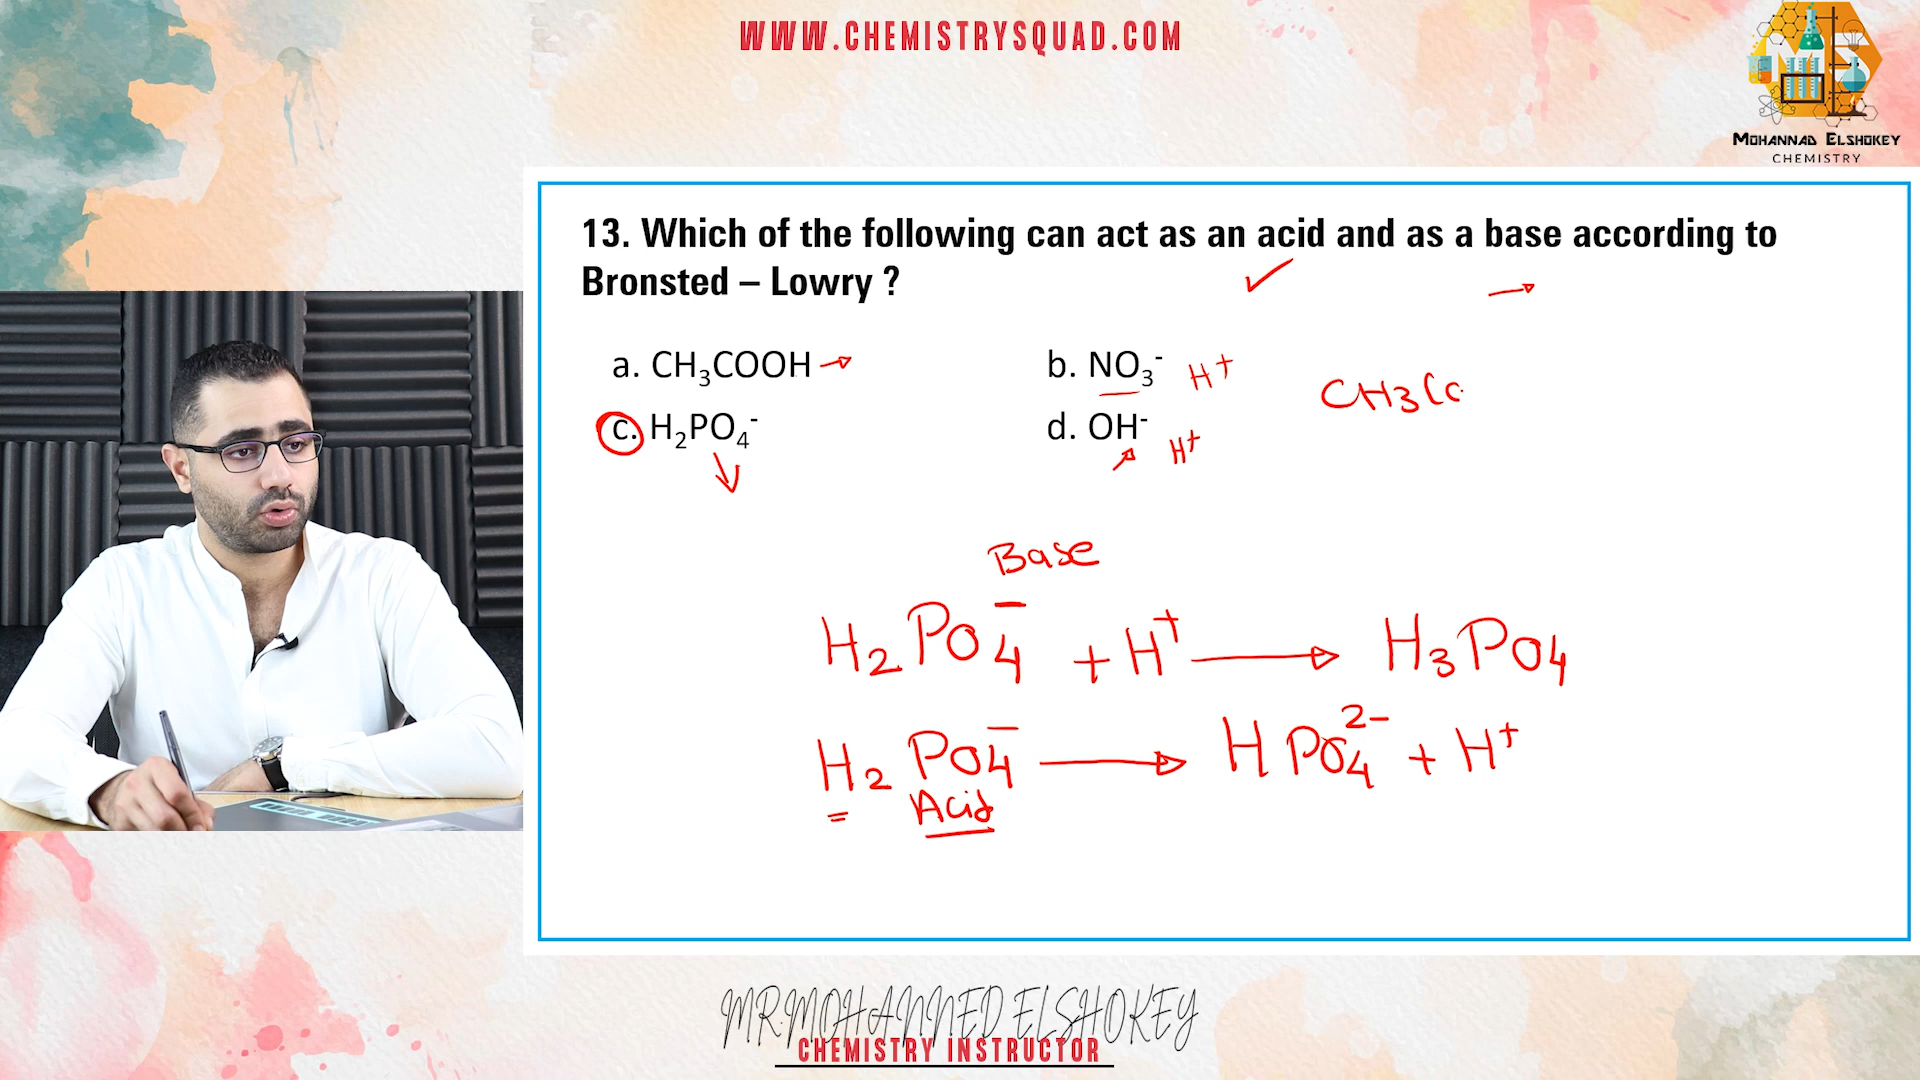 WWW.CHEMISTRYSQUAD.COM
MS
MOHANNAD ELSHOKEY
CHEMISTRY
13. Which of the following can act as an acid and as a base according to
Bronsted – Lowry ?
a. CH₃COOH →
b. NO₃⁻ H⁺
CH₃Co
c. H₂PO₄⁻
d. OH⁻ H⁺
Base
H₂PO₄⁻ + H⁺ → H₃PO₄
H₂PO₄⁻ → HPO₄²⁻ + H⁺
Acid
MR.MOHANNED ELSHOKEY
CHEMISTRY INSTRUCTOR